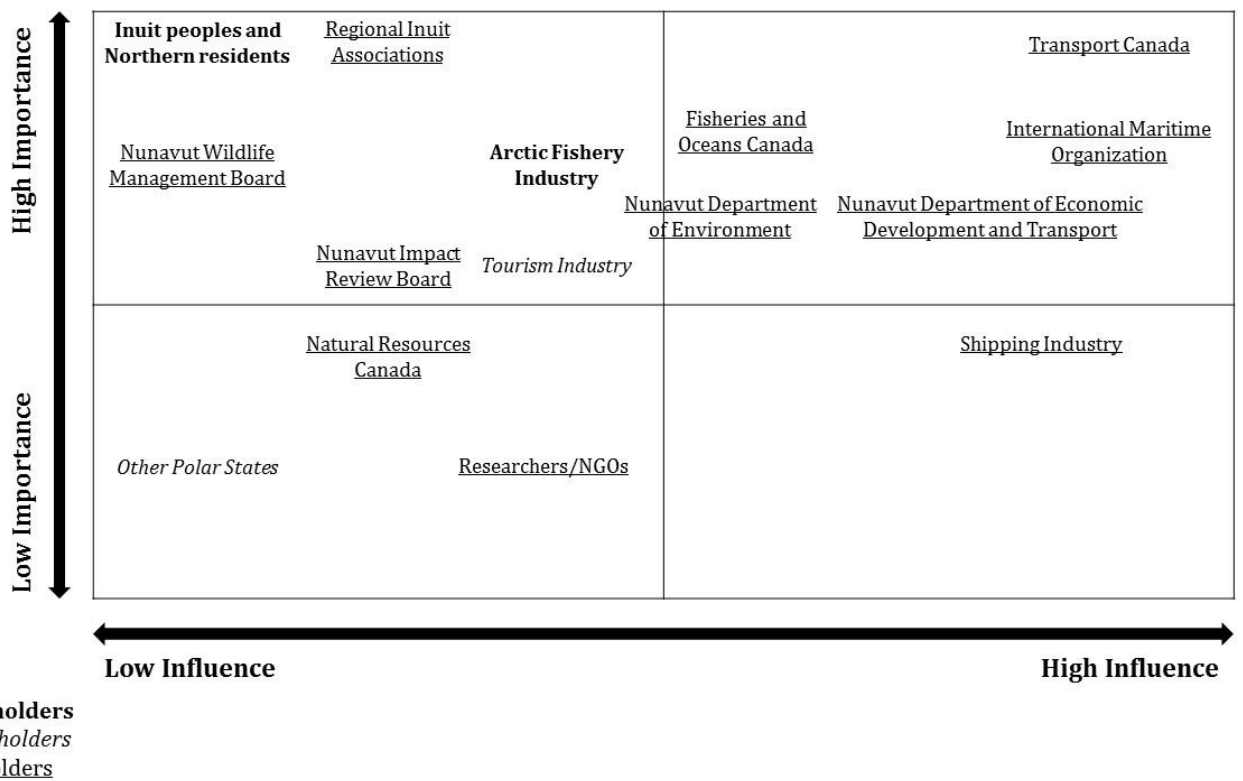 Inuit peoples and
Northern residents
Regional Inuit
Associations
Transport Canada
Fisheries and
Oceans Canada
International Maritime
Organization
Nunavut Wildlife
Management Board
Arctic Fishery
Industry
Nunavut Department
of Environment
Nunavut Department of Economic
Development and Transport
Nunavut Impact
Review Board
Tourism Industry
High Importance
Natural Resources
Canada
Shipping Industry
Other Polar States
Researchers/NGOs
Low Importance
Low Influence
High Influence
holders
holders
lders